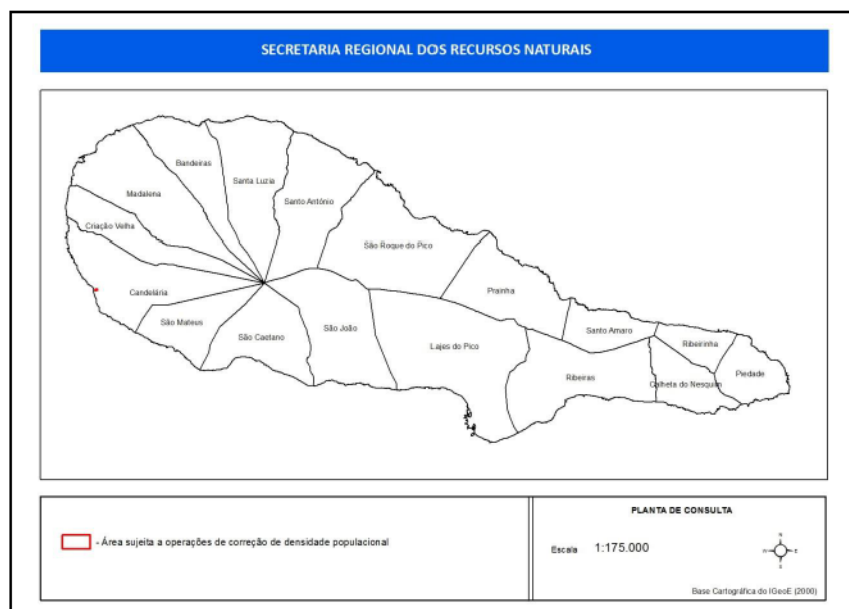 SECRETARIA REGIONAL DOS RECURSOS NATURAIS
Bandeiras
Santa Luzia
Madalena
Santo António
Criação Velha
São Roque do Pico
Candelária
Prainha
São Mateus
São João
Santo Amaro
São Caetano
Lajes do Pico
Ribeirinha
Ribeiras
Piedade
Calheta do Nesquim
- Área sujeita a operações de correção de densidade populacional
PLANTA DE CONSULTA
Escala 1:175.000
N
W E
S
Base Cartográfica do IGeoE (2000)